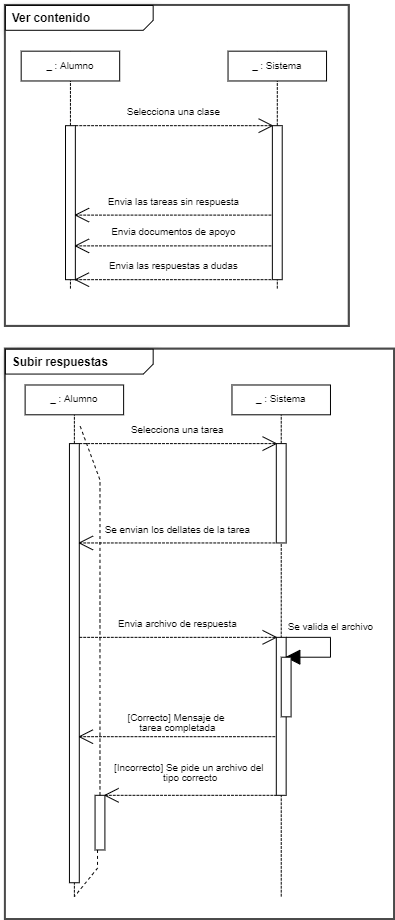 Ver contenido
_ : Alumno
_ : Sistema
Selecciona una clase
Envia las tareas sin respuesta
Envia documentos de apoyo
Envia las respuestas a dudas
Subir respuestas
_ : Alumno
_ : Sistema
Selecciona una tarea
Se envian los dellates de la tarea
Envia archivo de respuesta
Se valida el archivo
[Correcto] Mensaje de
tarea completada
[Incorrecto] Se pide un archivo del
tipo correcto